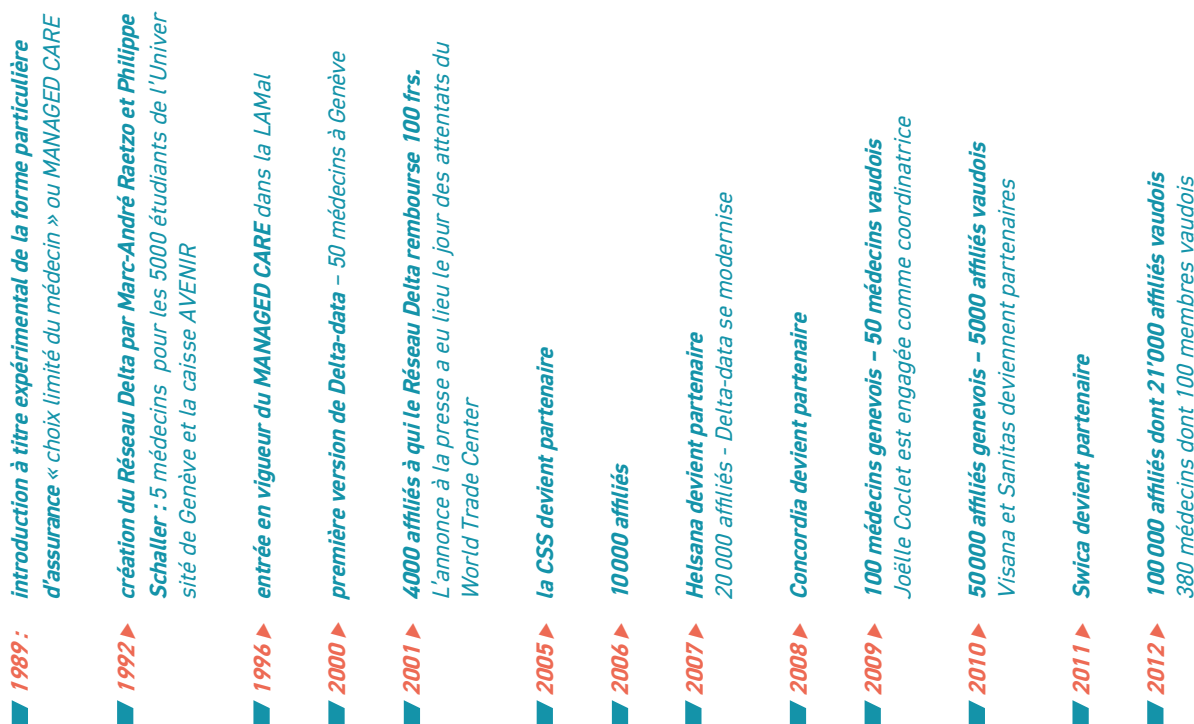 1989 : introduction à titre expérimental de la forme particulière
d'assurance « choix limité du médecin » ou MANAGED CARE
1992 ► création du Réseau Delta par Marc-André Raetzo et Philippe
Schaller : 5 médecins pour les 5000 étudiants de l'Univer
sité de Genève et la caisse AVENIR
1996 ► entrée en vigueur du MANAGED CARE dans la LAMal
2000 ► première version de Delta-data – 50 médecins à Genève
2001 ► 4000 affiliés à qui le Réseau Delta rembourse 100 frs.
L'annonce à la presse a eu lieu le jour des attentats du
World Trade Center
2005 ► la CSS devient partenaire
2006 ► 10 000 affiliés
2007 ► Helsana devient partenaire
20 000 affiliés - Delta-data se modernise
2008 ► Concordia devient partenaire
2009 ► 100 médecins genevois – 50 médecins vaudois
Joëlle Coclet est engagée comme coordinatrice
2010 ► 50 000 affiliés genevois – 5000 affiliés vaudois
Visana et Sanitas deviennent partenaires
2011 ► Swica devient partenaire
2012 ► 100 000 affiliés dont 21'000 affiliés vaudois
380 médecins dont 100 membres vaudois